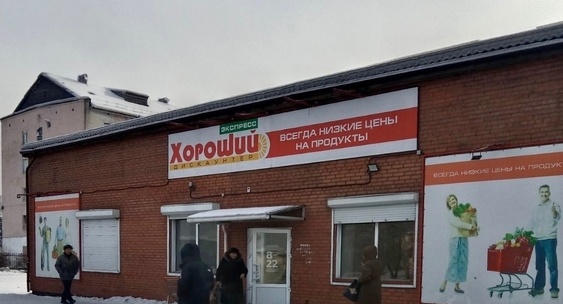 ЭКСПРЕСС
ХОРОШИЙ
ДИСКАУНТЕР
ВСЕГДА НИЗКИЕ ЦЕНЫ
НА ПРОДУКТЫ
ВСЕГДА НИЗКИЕ ЦЕНЫ НА ПРОДУК
8
22